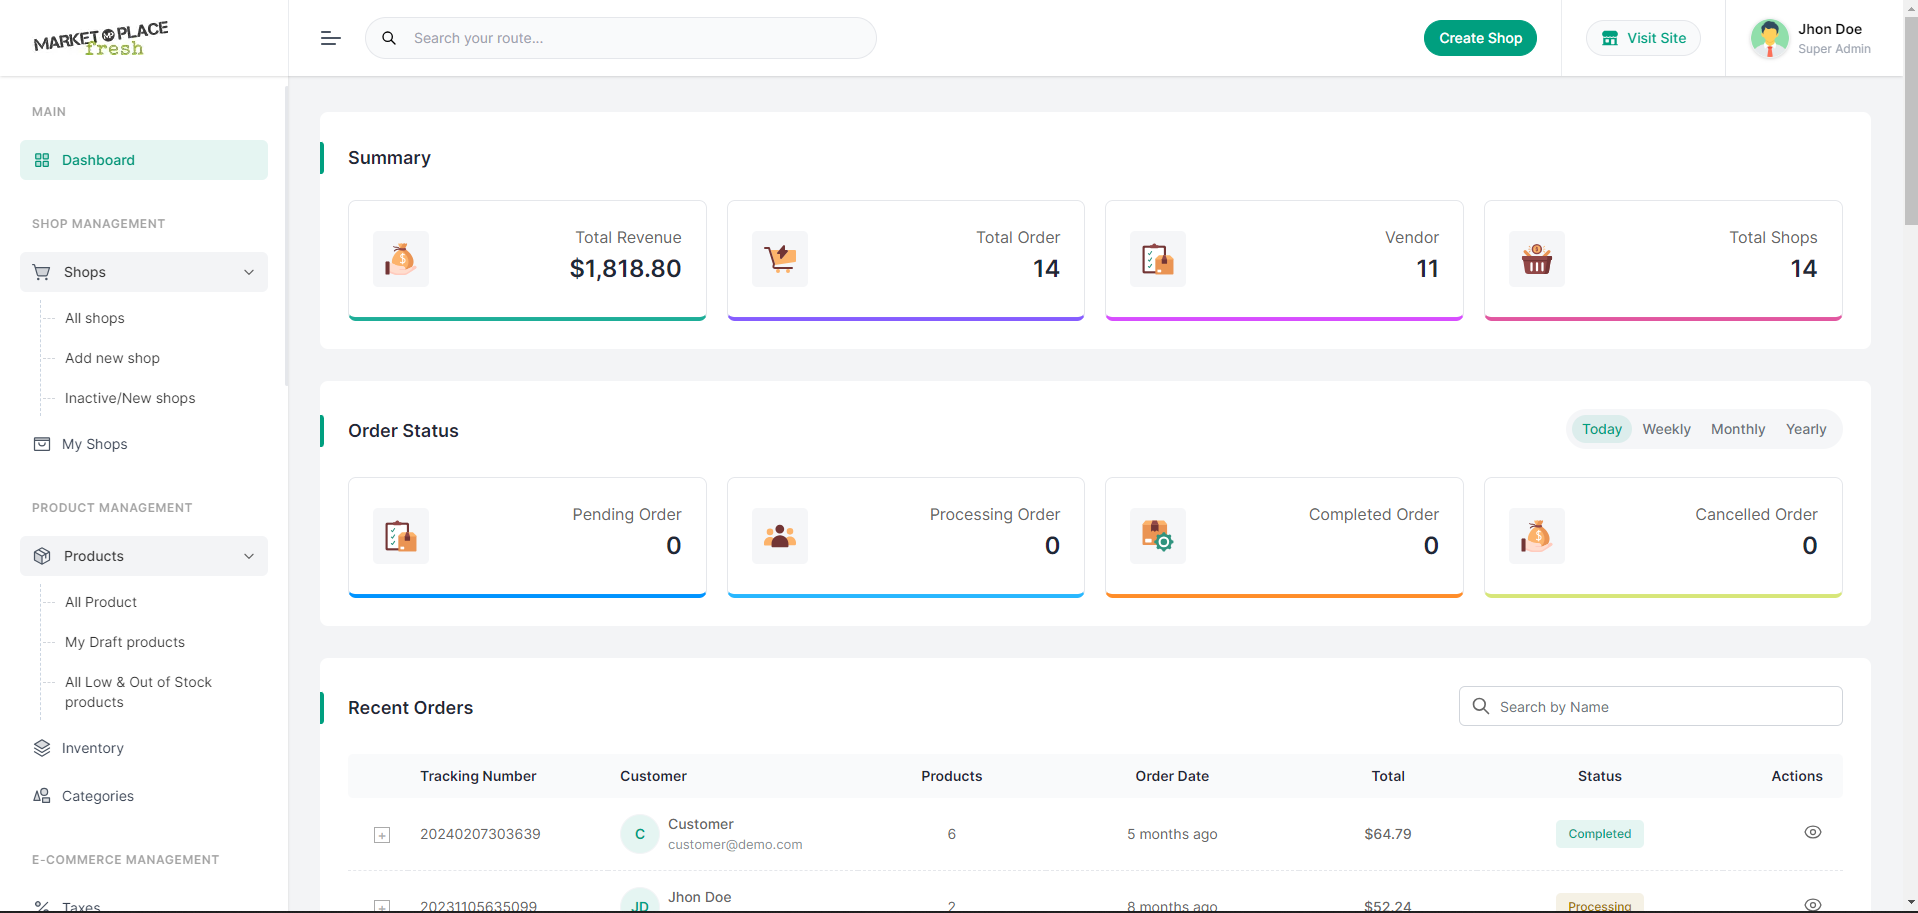 MARKET PLACE
fresh
Search your route...
Create Shop
Visit Site
Jhon Doe
Super Admin
MAIN
Dashboard
SHOP MANAGEMENT
Shops
All shops
Add new shop
Inactive/New shops
My Shops
PRODUCT MANAGEMENT
Products
All Product
My Draft products
All Low & Out of Stock
products
Inventory
Categories
E-COMMERCE MANAGEMENT
Taxes
Summary
Total Revenue
$1,818.80
Total Order
14
Vendor
11
Total Shops
14
Order Status
Today Weekly Monthly Yearly
Pending Order
0
Processing Order
0
Completed Order
0
Cancelled Order
0
Recent Orders
Search by Name
Tracking Number Customer Products Order Date Total Status Actions
20240207303639 C Customer 6 5 months ago $64.79 Completed
customer@demo.com
20231105635099 JD Jhon Doe 2 8 months ago $52.24 Processing